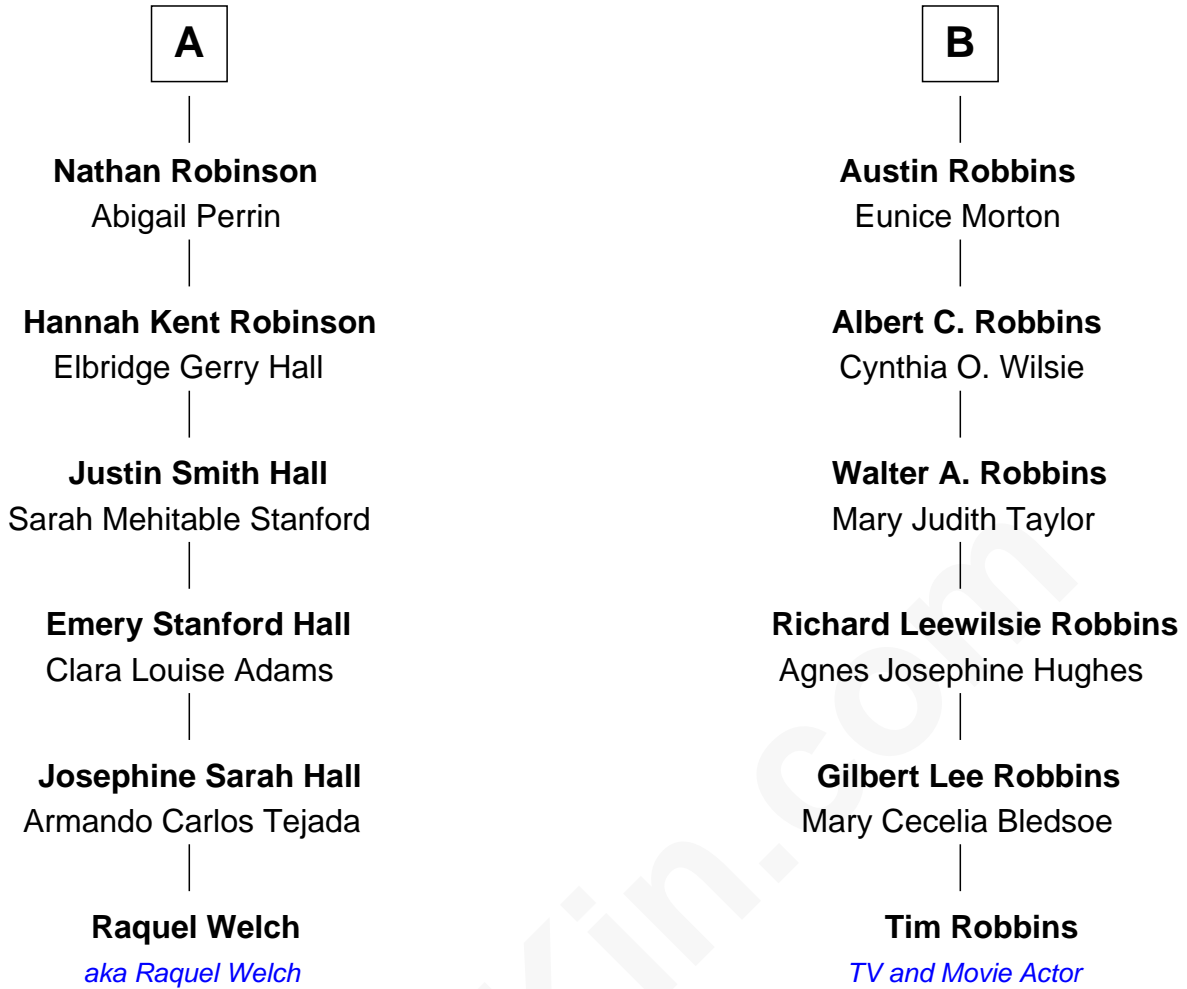 A
Nathan Robinson
Abigail Perrin
Hannah Kent Robinson
Elbridge Gerry Hall
Justin Smith Hall
Sarah Mehitable Stanford
Emery Stanford Hall
Clara Louise Adams
Josephine Sarah Hall
Armando Carlos Tejada
Raquel Welch
aka Raquel Welch
B
Austin Robbins
Eunice Morton
Albert C. Robbins
Cynthia O. Wilsie
Walter A. Robbins
Mary Judith Taylor
Richard Leewilsie Robbins
Agnes Josephine Hughes
Gilbert Lee Robbins
Mary Cecelia Bledsoe
Tim Robbins
TV and Movie Actor
Kin.com